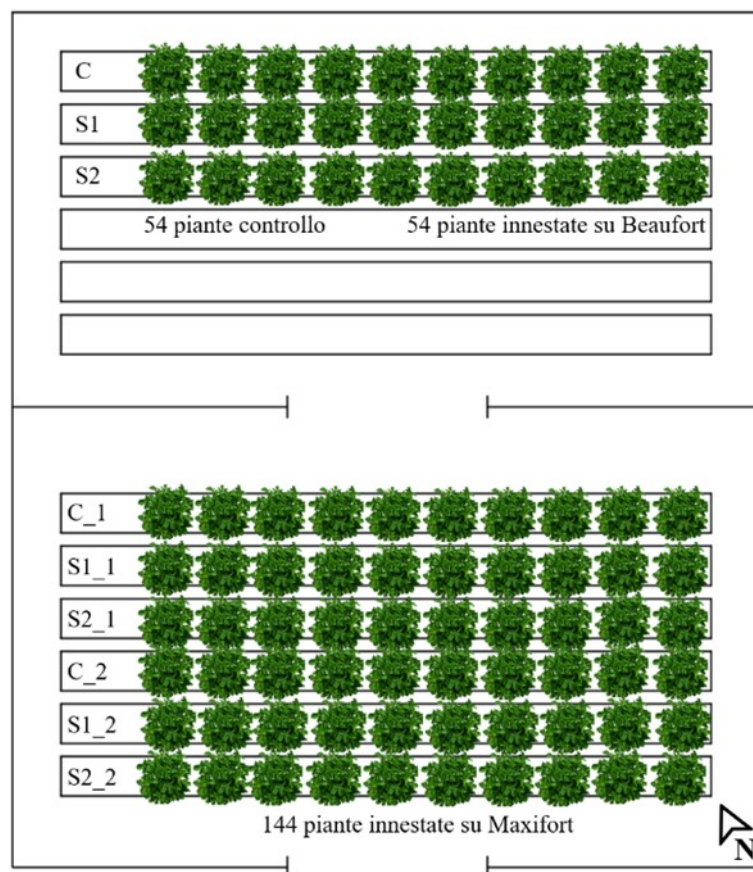 C
S1
S2
54 piante controllo 54 piante innestate su Beaufort
C_1
S1_1
S2_1
C_2
S1_2
S2_2
144 piante innestate su Maxifort
N